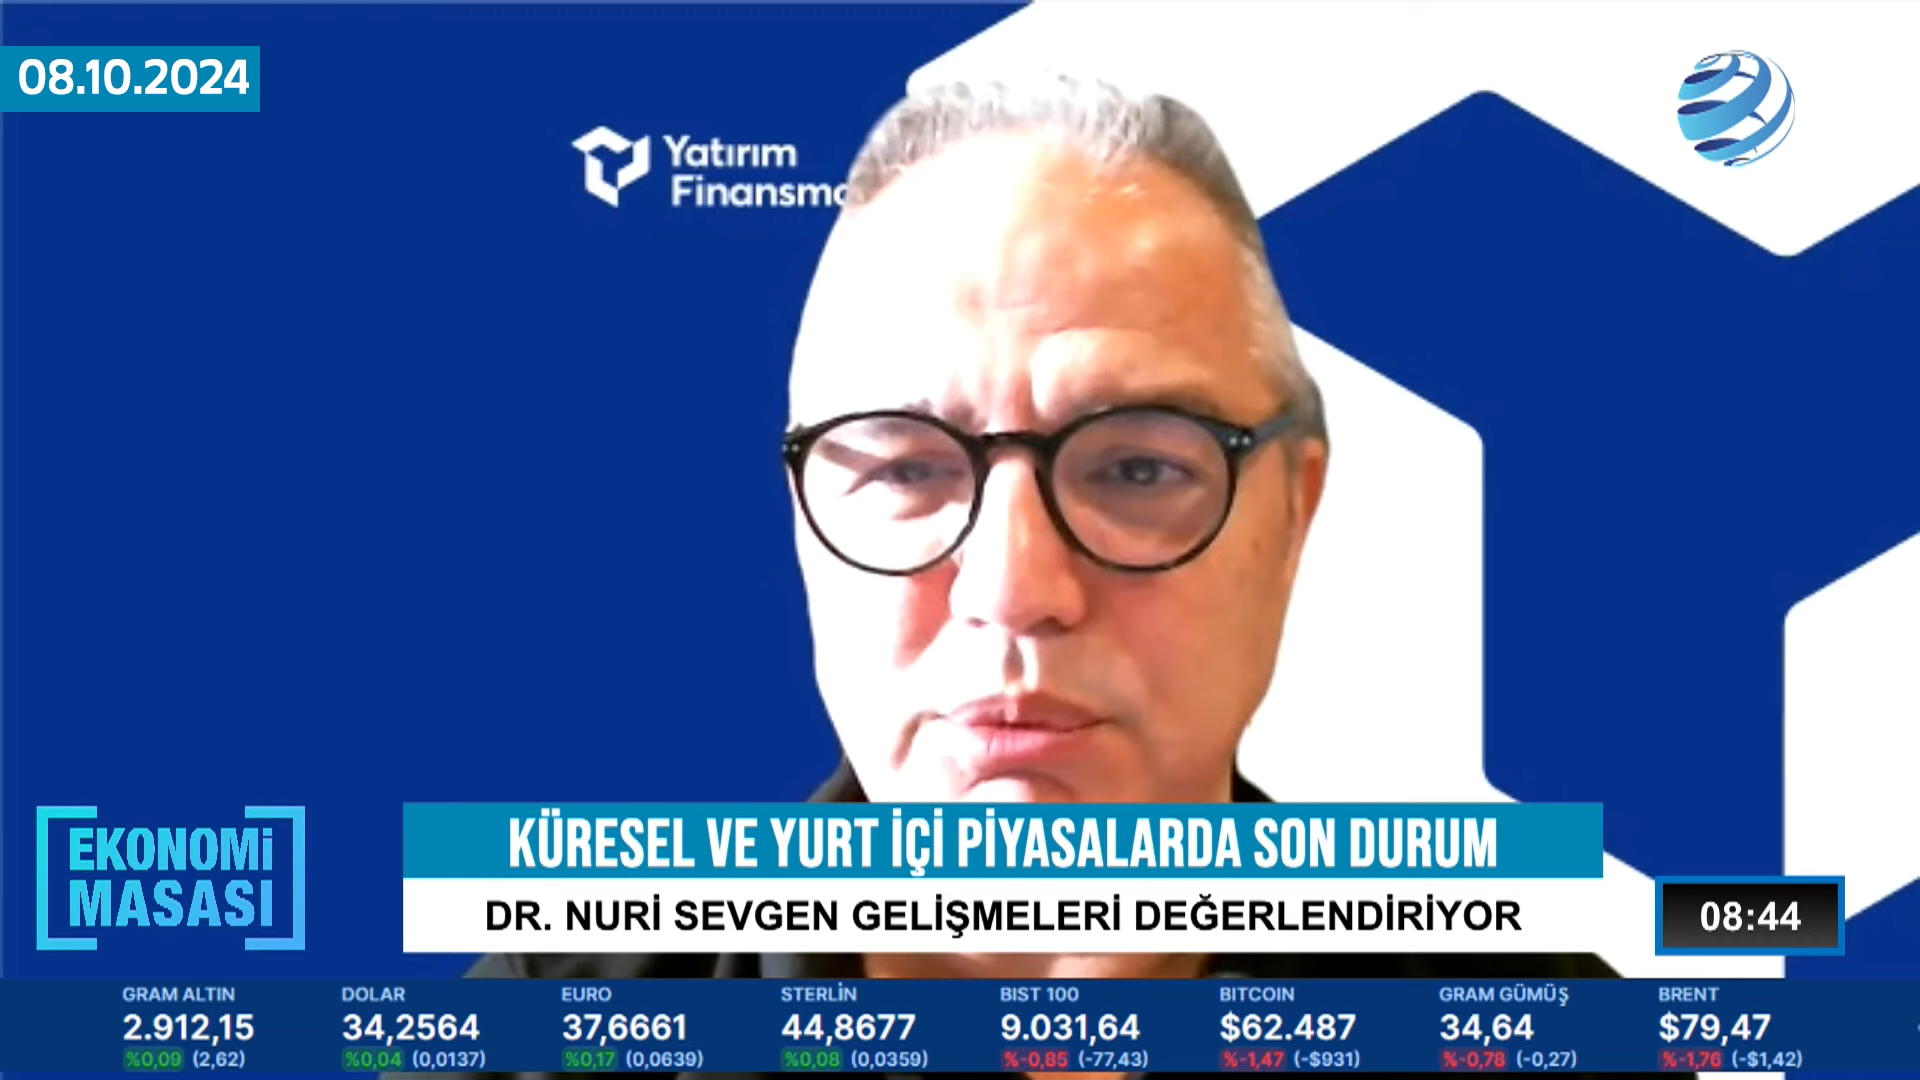 08.10.2024
Yatırım
Finansma
EKONOMİ
MASASI
KÜRESEL VE YURT İÇİ PİYASALARDA SON DURUM
DR. NURİ SEVGEN GELİŞMELERİ DEĞERLENDİRİYOR
08:44
GRAM ALTIN DOLAR EURO STERLİN BIST 100 BITCOIN GRAM GÜMÜŞ BRENT
2.912,15 34,2564 37,6661 44,8677 9.031,64 $62.487 34,64 $79,47
%0,09 (2,62) %0,04 (0,0137) %0,17 (0,0639) %0,08 (0,0359) %-0,85 (-77,43) %-1,47 (-$931) %-0,78 (-0,27) %-1,76 (-$1,42)